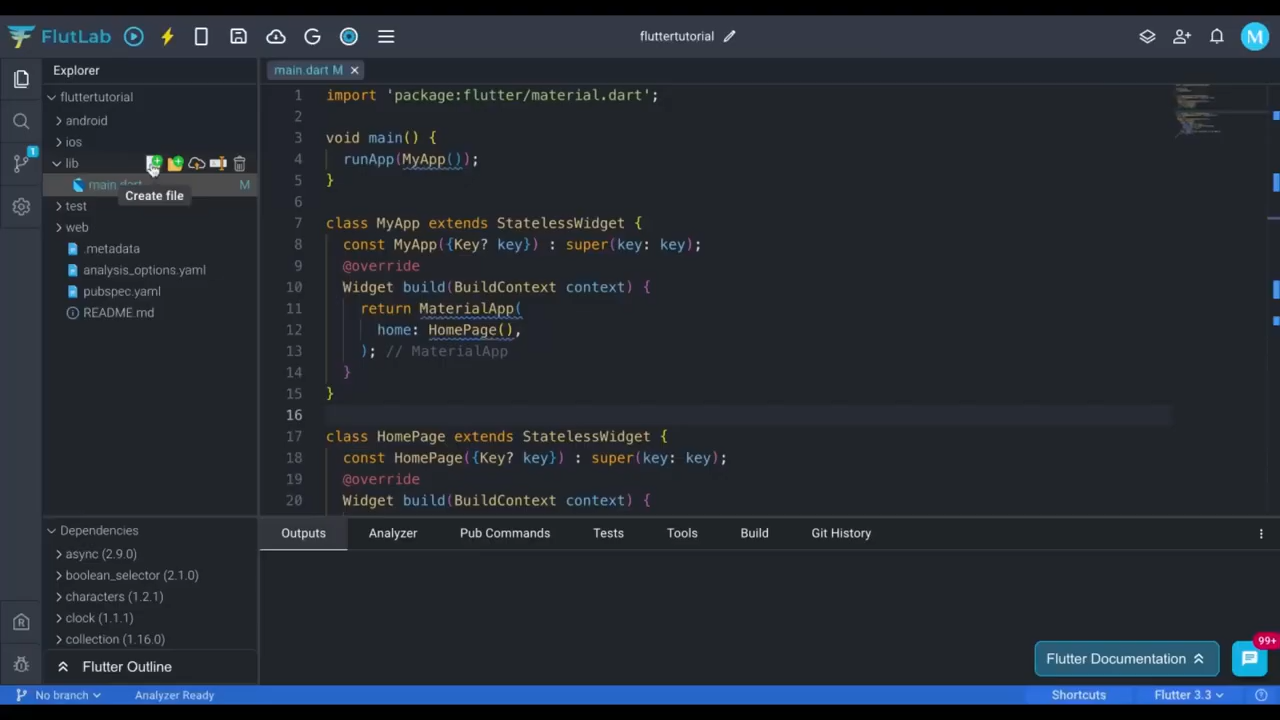 FlutLab
fluttertutorial
M
Explorer
main.dart M
fluttertutorial
android
ios
lib
main.dart M
Create file
test
web
.metadata
analysis_options.yaml
pubspec.yaml
README.md
1
1 import 'package:flutter/material.dart';
2
3 void main() {
4 runApp(MyApp());
5 }
6
7 class MyApp extends StatelessWidget {
8 const MyApp({Key? key}) : super(key: key);
9 @override
10 Widget build(BuildContext context) {
11 return MaterialApp(
12 home: HomePage(),
13 ); // MaterialApp
14 }
15 }
16
17 class HomePage extends StatelessWidget {
18 const HomePage({Key? key}) : super(key: key);
19 @override
20 Widget build(BuildContext context) {
Dependencies
async (2.9.0)
boolean_selector (2.1.0)
characters (1.2.1)
clock (1.1.1)
collection (1.16.0)
Flutter Outline
Outputs Analyzer Pub Commands Tests Tools Build Git History
Flutter Documentation
99+
No branch Analyzer Ready Shortcuts Flutter 3.3